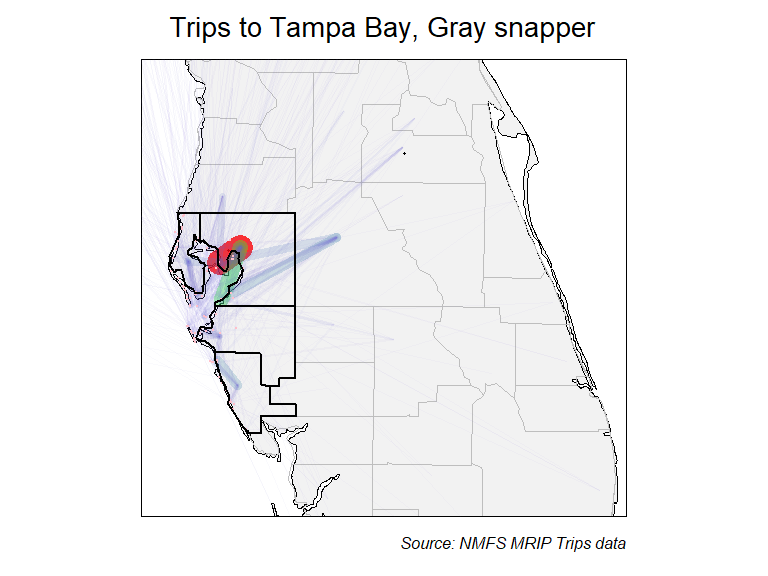 Trips to Tampa Bay, Gray snapper
Source: NMFS MRIP Trips data